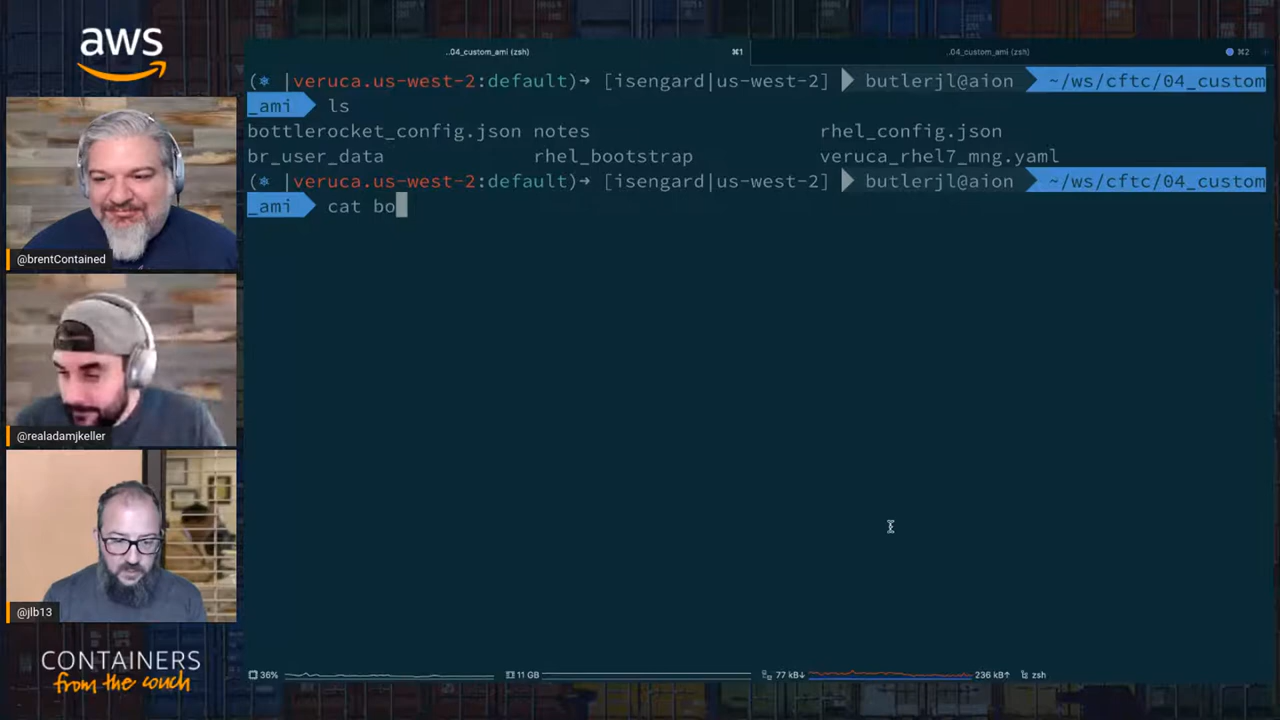 aws
@brentContained
@realadamjkeller
@jlb13
CONTAINERS
from the couch
..04_custom_ami (zsh) ⌘1 ..04_custom_ami (zsh) ⌘2
(⎈ |veruca.us-west-2:default)→ [isengard|us-west-2] butlerjl@aion ~/ws/cftc/04_custom
_ami ls
bottlerocket_config.json notes rhel_config.json
br_user_data rhel_bootstrap veruca_rhel7_mng.yaml
(⎈ |veruca.us-west-2:default)→ [isengard|us-west-2] butlerjl@aion ~/ws/cftc/04_custom
_ami cat bo
36% 11 GB 77 kB↓ 236 kB↑ zsh